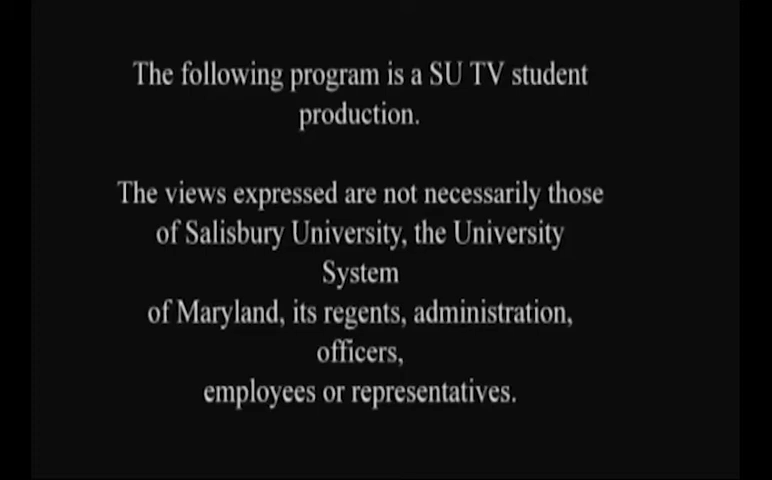 The following program is a SU TV student
production.
The views expressed are not necessarily those
of Salisbury University, the University
System
of Maryland, its regents, administration,
officers,
employees or representatives.